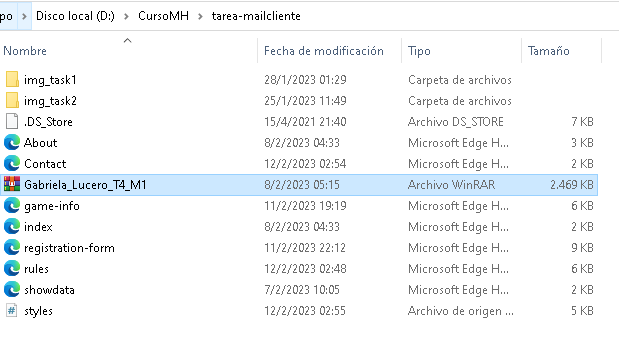 po > Disco local (D:) > CursoMH > tarea-mailcliente
Nombre Fecha de modificación Tipo Tamaño
img_task1 28/1/2023 01:29 Carpeta de archivos
img_task2 25/1/2023 11:49 Carpeta de archivos
.DS_Store 15/4/2021 21:40 Archivo DS_STORE 7 KB
About 8/2/2023 04:33 Microsoft Edge H... 3 KB
Contact 12/2/2023 02:54 Microsoft Edge H... 2 KB
Gabriela_Lucero_T4_M1 8/2/2023 05:15 Archivo WinRAR 2.469 KB
game-info 11/2/2023 19:19 Microsoft Edge H... 6 KB
index 8/2/2023 04:33 Microsoft Edge H... 2 KB
registration-form 11/2/2023 22:12 Microsoft Edge H... 9 KB
rules 12/2/2023 02:48 Microsoft Edge H... 6 KB
showdata 7/2/2023 10:05 Microsoft Edge H... 2 KB
styles 12/2/2023 02:55 Archivo de origen ... 5 KB